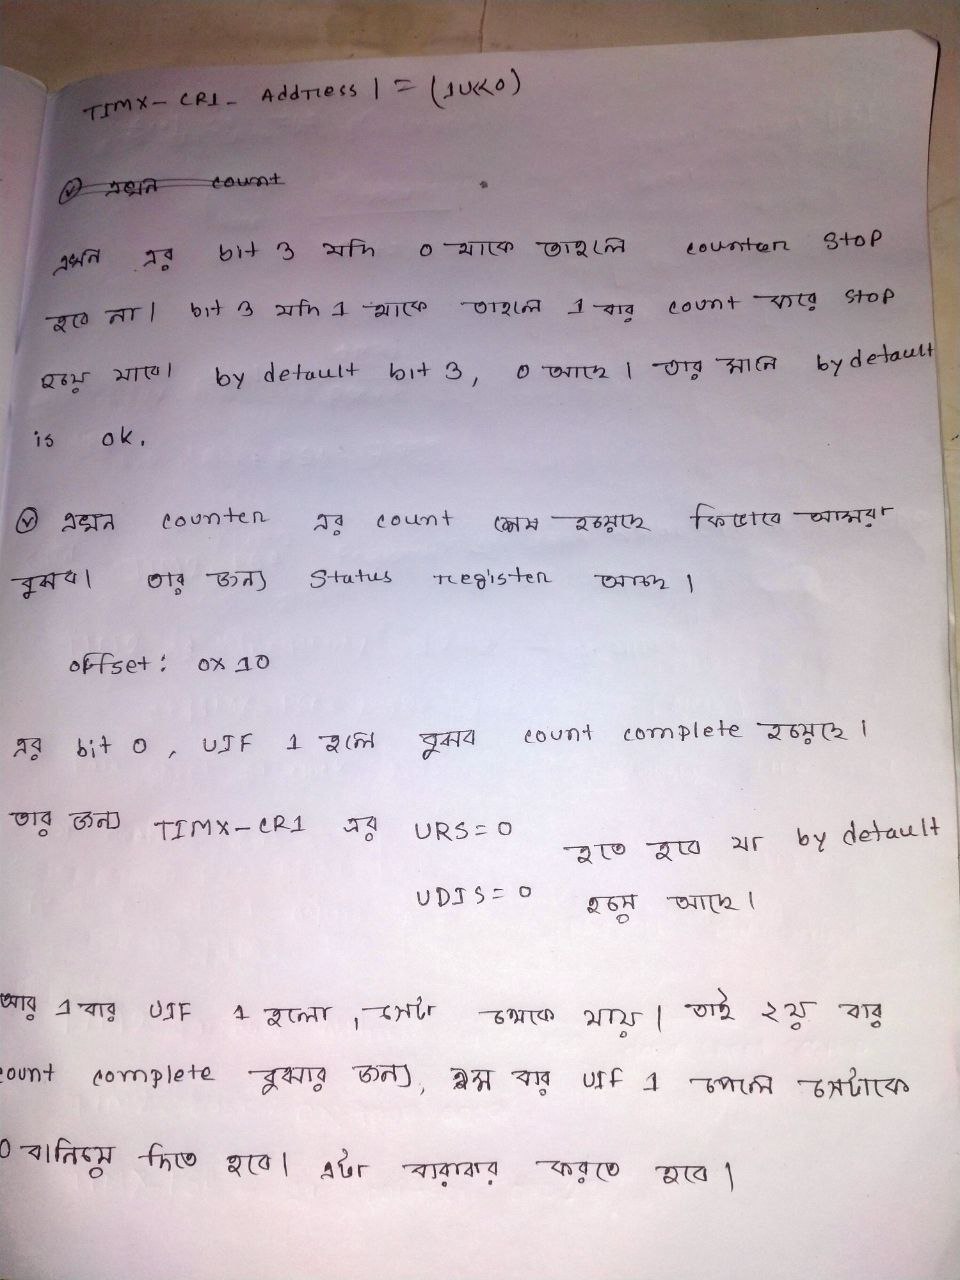 TIMX-CR1- Address | = (1U<<0)
এখন count
এখন এর bit 3 যদি 0 থাকে তাহলে counter stop
হবে না। bit 3 যদি 1 থাকে তাহলে 1 বার count করে stop
হয়ে যাবে। by default bit 3, 0 আছে। তার মানে by default
is ok.
এখন counter এর count শেষ হয়েছে কিভাবে আমরা
বুঝব। তার জন্য status register আছে।
offset: 0x10
এর bit 0, UIF 1 হলে বুঝব count complete হয়েছে।
তার জন্য TIMX-CR1 এর URS=0 হতে হবে যা by default
UDIS=0 হয়ে আছে।
আর 1 বার UIF 1 হলো, সেটা থেকে যায়। তাই ২য় বার
count complete বুঝার জন্য, ১ম বার UIF 1 পেলে সেটাকে
0 বানিয়ে দিতে হবে। এটা বারবার করতে হবে।